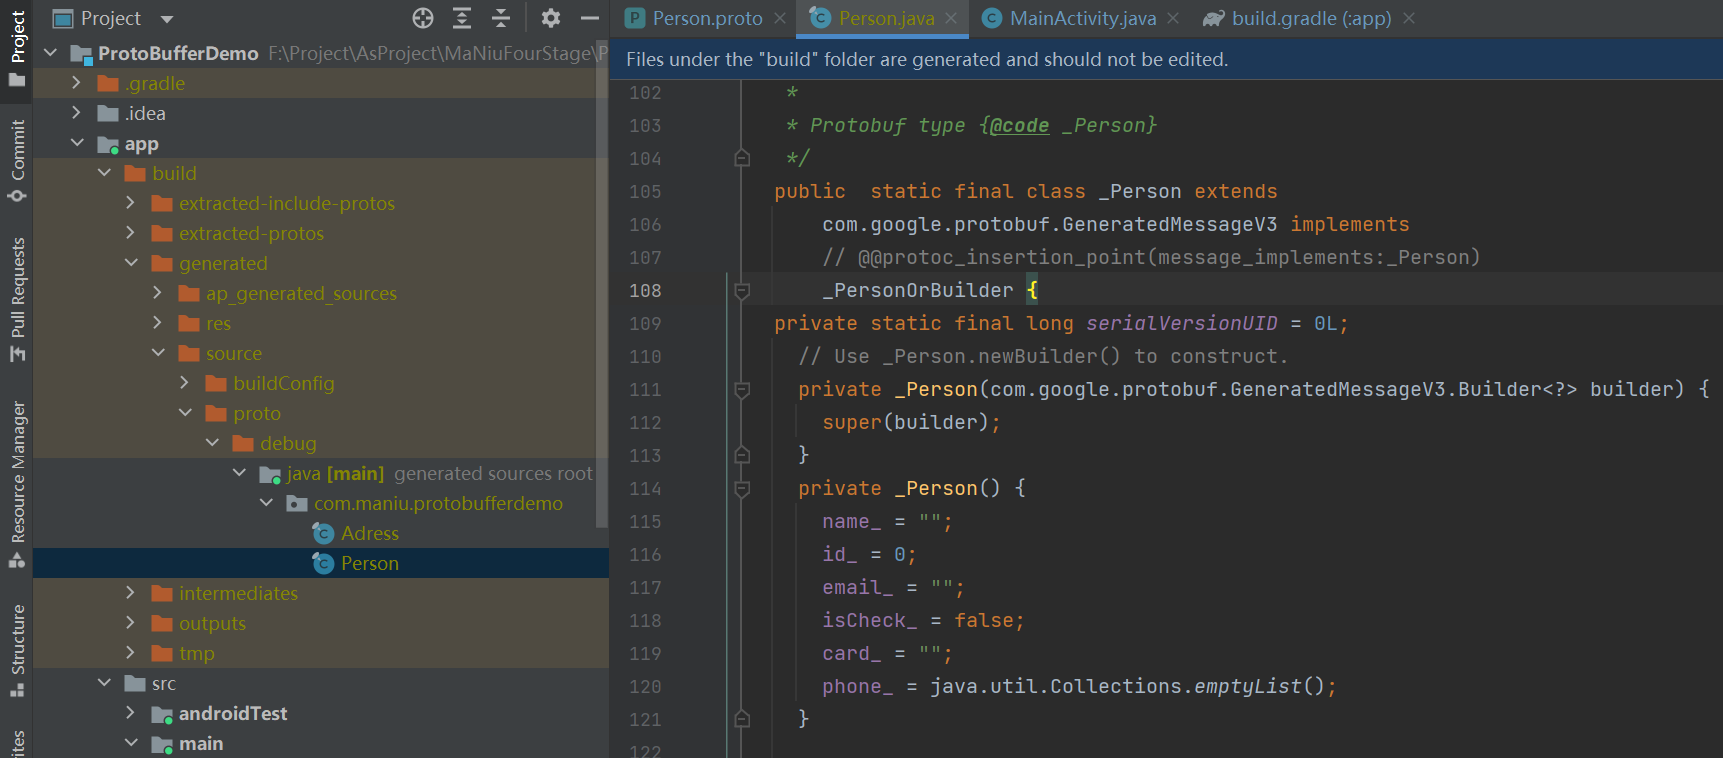 Project
Person.proto
Person.java
MainActivity.java
build.gradle (:app)
Project
Commit
Pull Requests
Resource Manager
Structure
ProtoBufferDemo F:\Project\AsProject\MaNiuFourStage\P
.gradle
.idea
app
build
extracted-include-protos
extracted-protos
generated
ap_generated_sources
res
source
buildConfig
proto
debug
java [main] generated sources root
com.maniu.protobufferdemo
Adress
Person
intermediates
outputs
tmp
src
androidTest
main
Files under the "build" folder are generated and should not be edited.
102 *
103 * Protobuf type {@code _Person}
104 */
105 public  static final class _Person extends
106 com.google.protobuf.GeneratedMessageV3 implements
107 // @@protoc_insertion_point(message_implements:_Person)
108 _PersonOrBuilder {
109 private static final long serialVersionUID = 0L;
110 // Use _Person.newBuilder() to construct.
111 private _Person(com.google.protobuf.GeneratedMessageV3.Builder<?> builder) {
112 super(builder);
113 }
114 private _Person() {
115 name_ = "";
116 id_ = 0;
117 email_ = "";
118 isCheck_ = false;
119 card_ = "";
120 phone_ = java.util.Collections.emptyList();
121 }
122